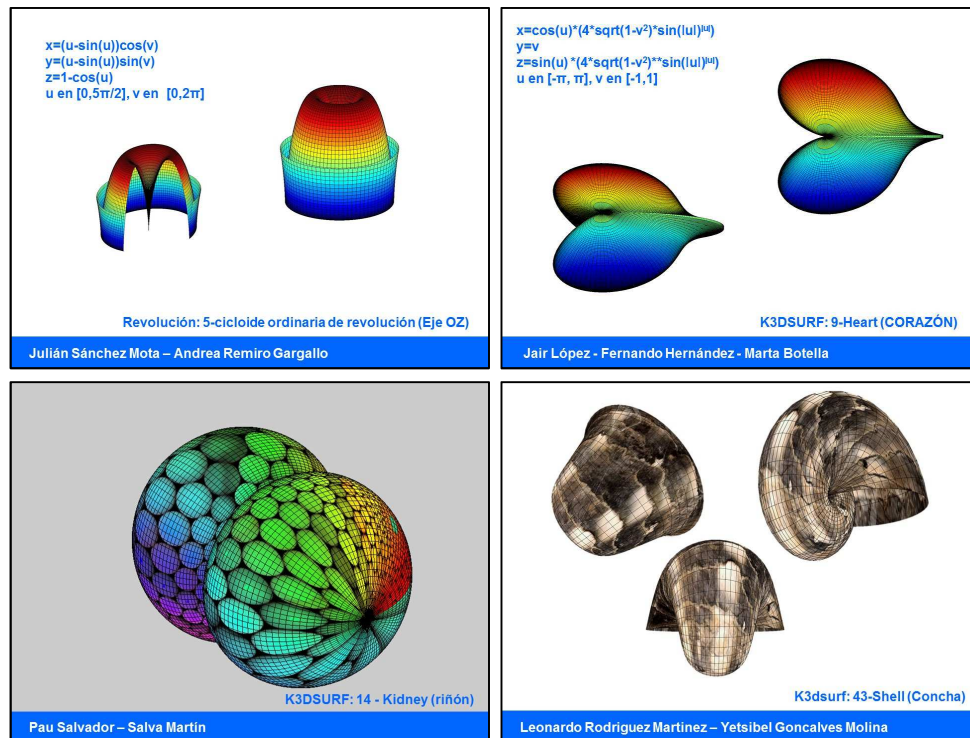 x=(u-sin(u))cos(v)
y=(u-sin(u))sin(v)
z=1-cos(u)
u en [0,5π/2], v en [0,2π]
Revolución: 5-cicloide ordinaria de revolución (Eje OZ)
Julián Sánchez Mota – Andrea Remiro Gargallo
x=cos(u)*(4*sqrt(1-v²)*sin(|u|)^|u|)
y=v
z=sin(u) *(4*sqrt(1-v²)**sin(|u|)^|u|)
u en [-π, π], v en [-1,1]
K3DSURF: 9-Heart (CORAZÓN)
Jair López - Fernando Hernández - Marta Botella
K3DSURF: 14 - Kidney (riñón)
Pau Salvador – Salva Martin
K3dsurf: 43-Shell (Concha)
Leonardo Rodriguez Martinez – Yetsibel Goncalves Molina